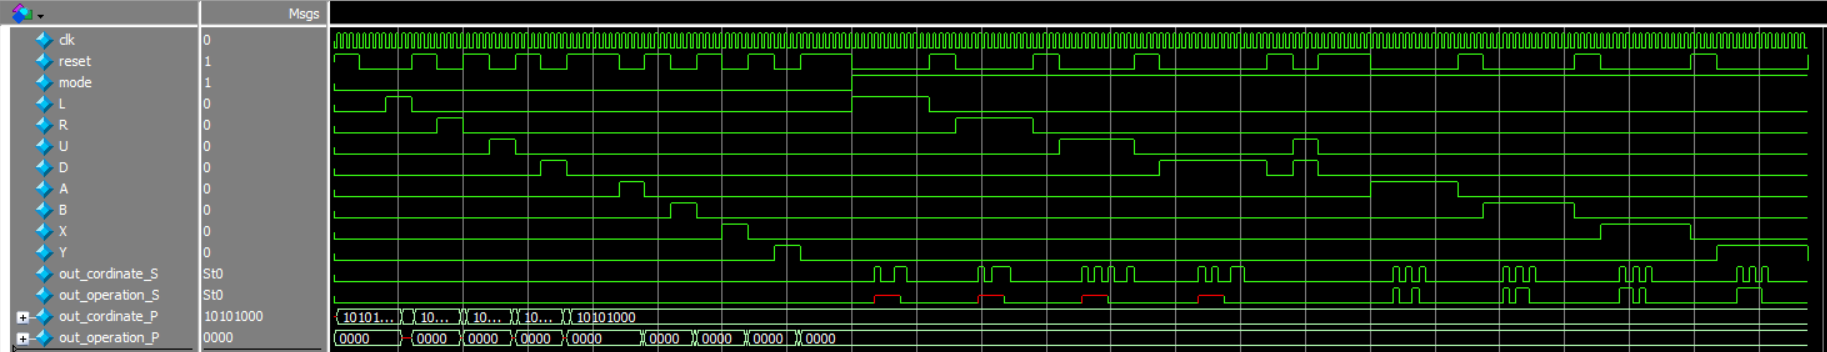 Msgs
clk 0
reset 1
mode 1
L 0
R 0
U 0
D 0
A 0
B 0
X 0
Y 0
out_cordinate_S St0
out_operation_S St0
out_cordinate_P 10101000 10101... 10... 10... 10... 10101000
out_operation_P 0000 0000 0000 0000 0000 0000 0000 0000 0000 0000